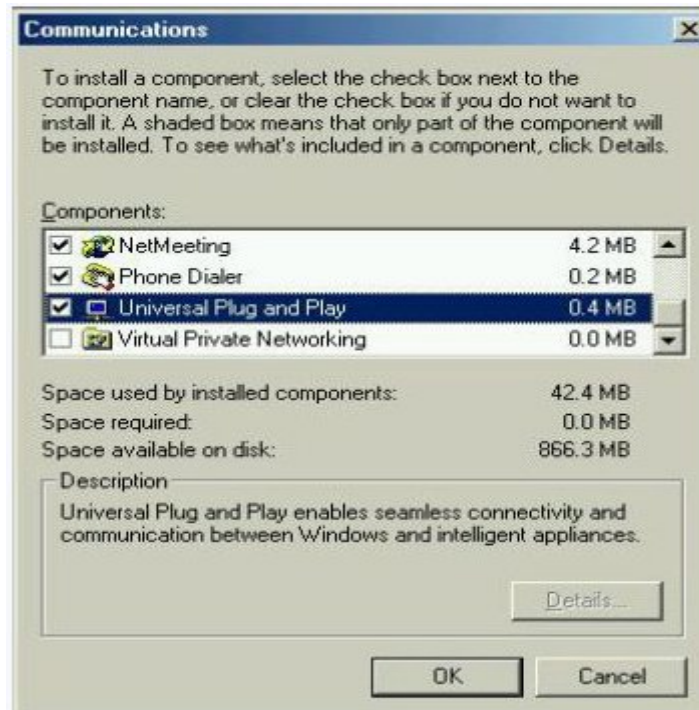 Communications
To install a component, select the check box next to the
component name, or clear the check box if you do not want to
install it. A shaded box means that only part of the component will
be installed. To see what's included in a component, click Details.
Components:
NetMeeting 4.2 MB
Phone Dialer 0.2 MB
Universal Plug and Play 0.4 MB
Virtual Private Networking 0.0 MB
Space used by installed components: 42.4 MB
Space required: 0.0 MB
Space available on disk: 866.3 MB
Description
Universal Plug and Play enables seamless connectivity and
communication between Windows and intelligent appliances.
Details...
OK Cancel